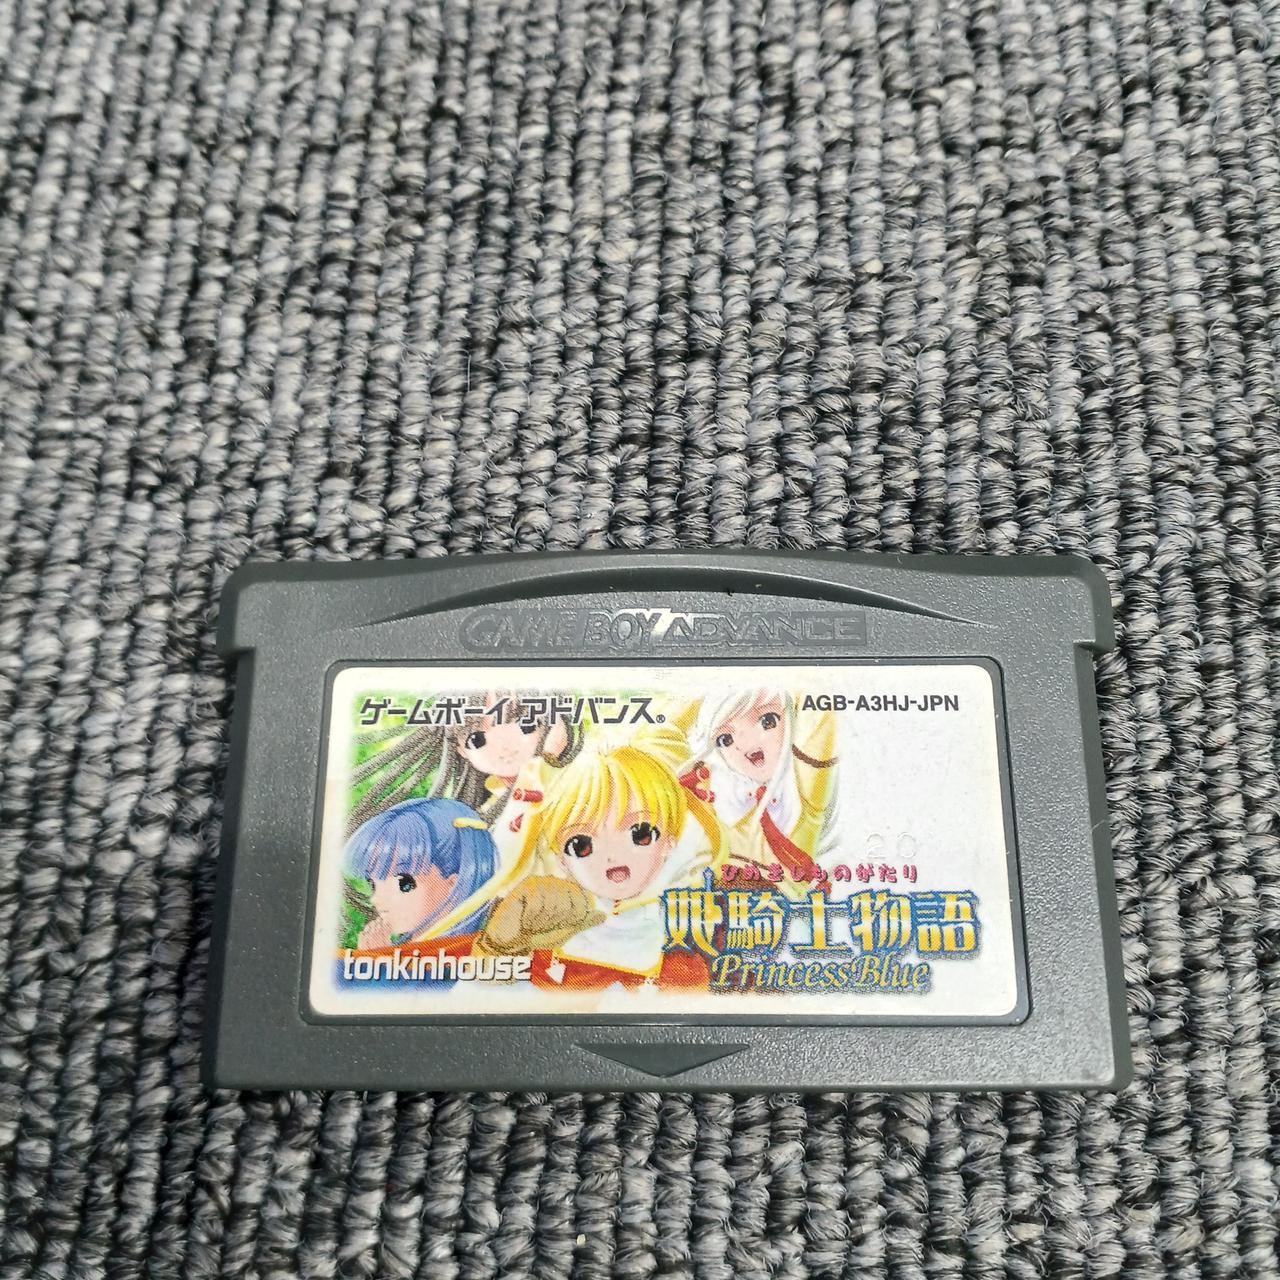 GAME BOY ADVANCE
ゲームボーイ アドバンス®
AGB-A3HJ-JPN
20
ひめきしものがたり
姫騎士物語
Princess Blue
tonkinhouse